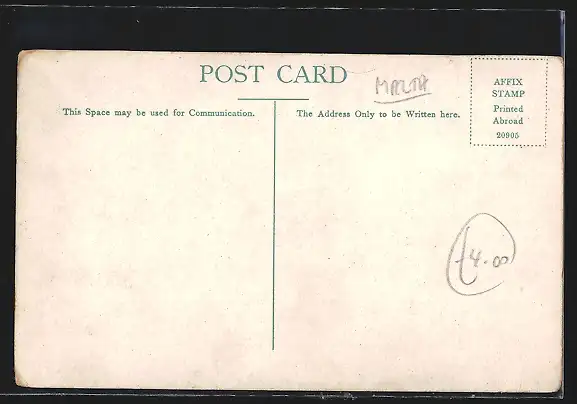 POST CARD
MALTA
This Space may be used for Communication.
The Address Only to be Written here.
AFFIX
STAMP
Printed
Abroad
20905
£4.00